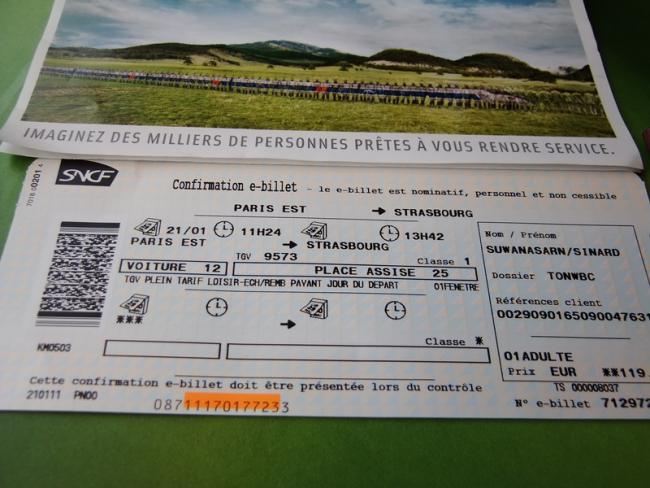 IMAGINEZ DES MILLIERS DE PERSONNES PRÊTES À VOUS RENDRE SERVICE.
SNCF
Confirmation e-billet - le e-billet est nominatif, personnel et non cessible
PARIS EST → STRASBOURG
21/01 11H24 13H42
PARIS EST → STRASBOURG
TGV 9573 Classe 1
VOITURE 12 PLACE ASSISE 25
TGV PLEIN TARIF LOISIR-ECH/REMB PAYANT JOUR DU DEPART 01FENETRE
***
→
Classe *
KM0503
Nom / Prénom
SUWANASARN/SINARD
Dossier TONWBC
Références client
0029090165090047631
01ADULTE
Prix EUR **119
TS 000008037
N° e-billet 712972
Cette confirmation e-billet doit être présentée lors du contrôle
210111 PN00
08711170177233